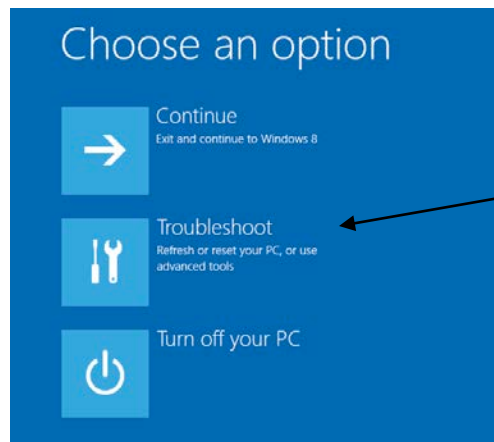 Choose an option
Continue
Exit and continue to Windows 8
Troubleshoot
Refresh or reset your PC, or use
advanced tools
Turn off your PC